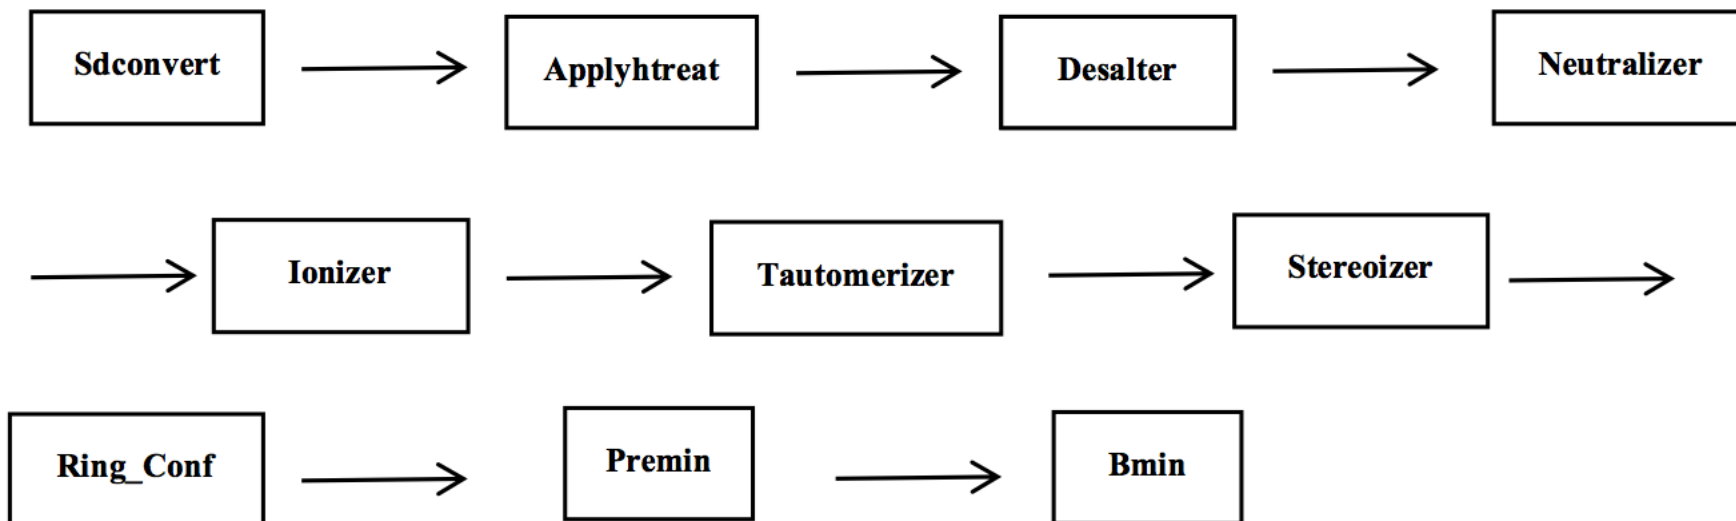 Sdconvert
Applyhtreat
Desalter
Neutralizer
Ionizer
Tautomerizer
Stereoizer
Ring_Conf
Premin
Bmin